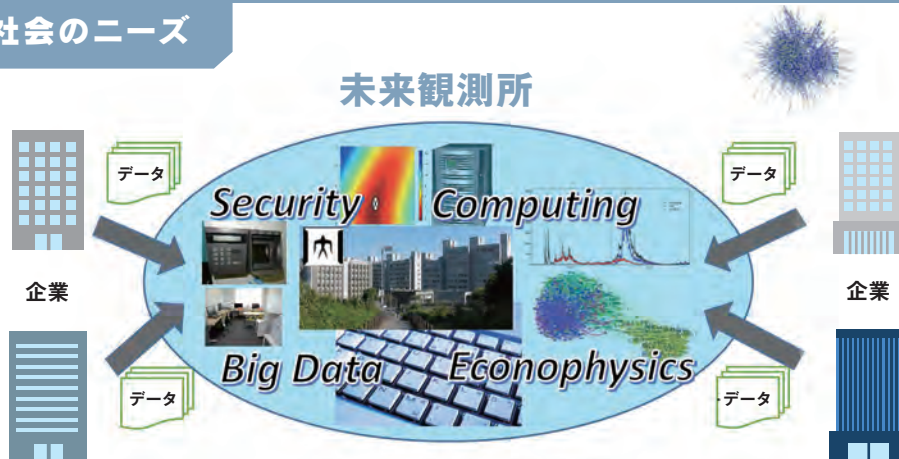 社会のニーズ
未来観測所
データ
データ
Security
Computing
企業
企業
Big Data
Econophysics
データ
データ